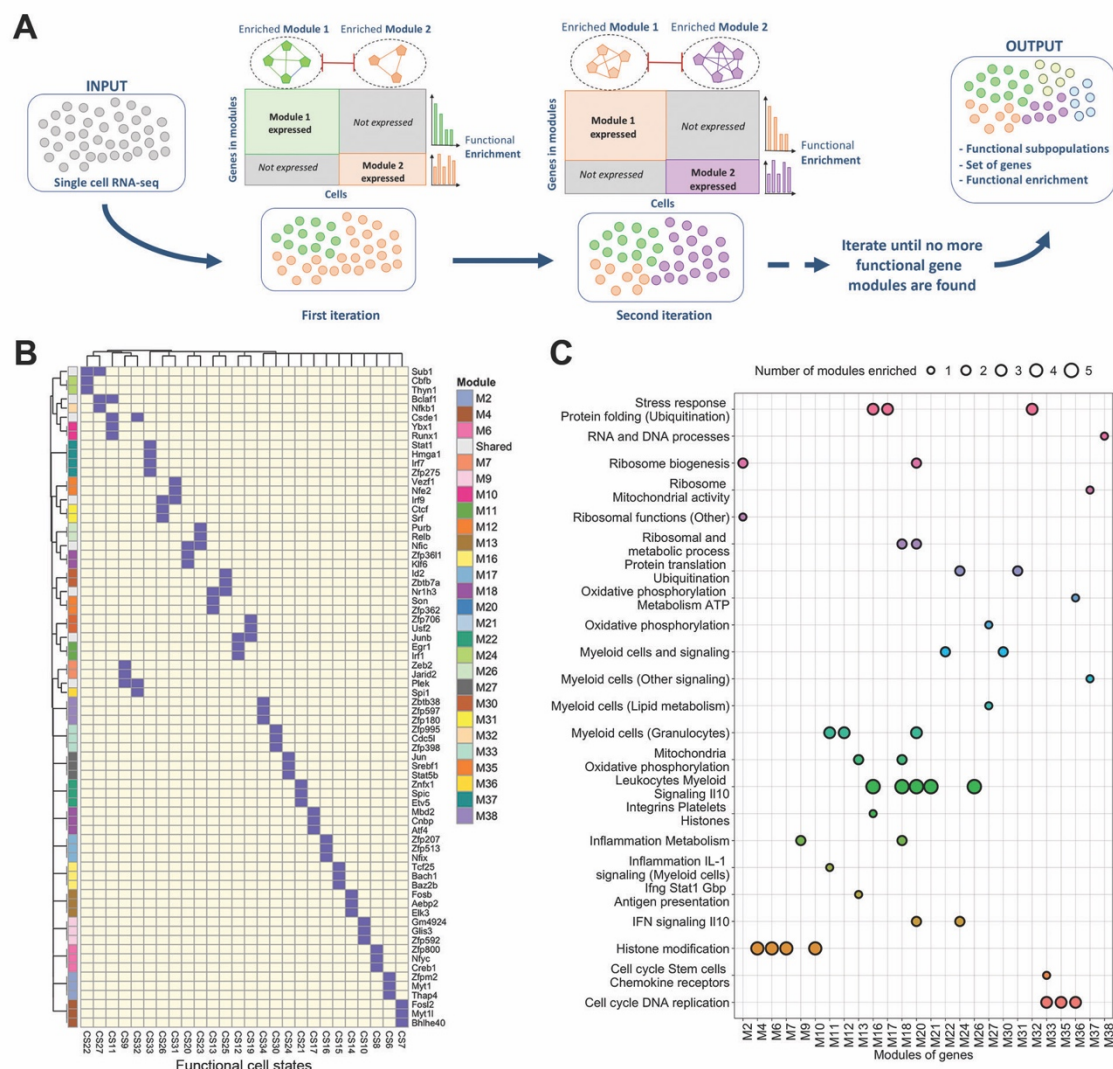 A
INPUT
Single cell RNA-seq
Enriched Module 1
Enriched Module 2
Genes in modules
Module 1
expressed
Not expressed
Not expressed
Module 2
expressed
Functional
Enrichment
Cells
First iteration
Enriched Module 1
Enriched Module 2
Genes in modules
Module 1
expressed
Not expressed
Not expressed
Module 2
expressed
Functional
Enrichment
Cells
Second iteration
Iterate until no more
functional gene
modules are found
OUTPUT
- Functional subpopulations
- Set of genes
- Functional enrichment
B
Sub1
Cbfb
Thyn1
Bclaf1
Nfkb1
Csde1
Ybx1
Runx1
Stat1
Hmga1
Irf7
Zfp275
Vezf1
Nfe2
Irf9
Ctcf
Srf
Purb
Relb
Nfic
Zfp36l1
Klf6
Id2
Zbtb7a
Nr1h3
Son
Zfp362
Zfp706
Usf2
Junb
Egr1
Irf1
Zeb2
Jarid2
Plek
Spi1
Zbtb38
Zfp597
Zfp180
Zfp995
Cdc5l
Zfp398
Jun
Srebf1
Stat5b
Znfx1
Spic
Etv5
Mbd2
Cnbp
Atf4
Zfp207
Zfp513
Nfix
Tcf25
Bach1
Baz2b
Fosb
Aebp2
Elk3
Gm4924
Glis3
Zfp592
Zfp800
Nfyc
Creb1
Zfpm2
Myt1
Thap4
Fosl2
Myt1l
Bhlhe40
CS22
CS27
CS11
CS9
CS32
CS33
CS26
CS31
CS20
CS23
CS13
CS25
CS12
CS19
CS34
CS30
CS24
CS21
CS17
CS16
CS15
CS14
CS10
CS8
CS6
CS7
Functional cell states
Module
M2
M4
M6
Shared
M7
M9
M10
M11
M12
M13
M16
M17
M18
M20
M21
M22
M24
M26
M27
M30
M31
M32
M33
M35
M36
M37
M38
C
Number of modules enriched 1 2 3 4 5
Stress response
Protein folding (Ubiquitination)
RNA and DNA processes
Ribosome biogenesis
Ribosome
Mitochondrial activity
Ribosomal functions (Other)
Ribosomal and
metabolic process
Protein translation
Ubiquitination
Oxidative phosphorylation
Metabolism ATP
Oxidative phosphorylation
Myeloid cells and signaling
Myeloid cells (Other signaling)
Myeloid cells (Lipid metabolism)
Myeloid cells (Granulocytes)
Mitochondria
Oxidative phosphorylation
Leukocytes Myeloid
Signaling Il10
Integrins Platelets
Histones
Inflammation Metabolism
Inflammation IL-1
signaling (Myeloid cells)
Ifng Stat1 Gbp
Antigen presentation
IFN signaling Il10
Histone modification
Cell cycle Stem cells
Chemokine receptors
Cell cycle DNA replication
M2
M4
M6
M7
M9
M10
M11
M12
M13
M16
M17
M18
M20
M21
M22
M24
M26
M27
M30
M31
M32
M33
M35
M36
M37
M38
Modules of genes